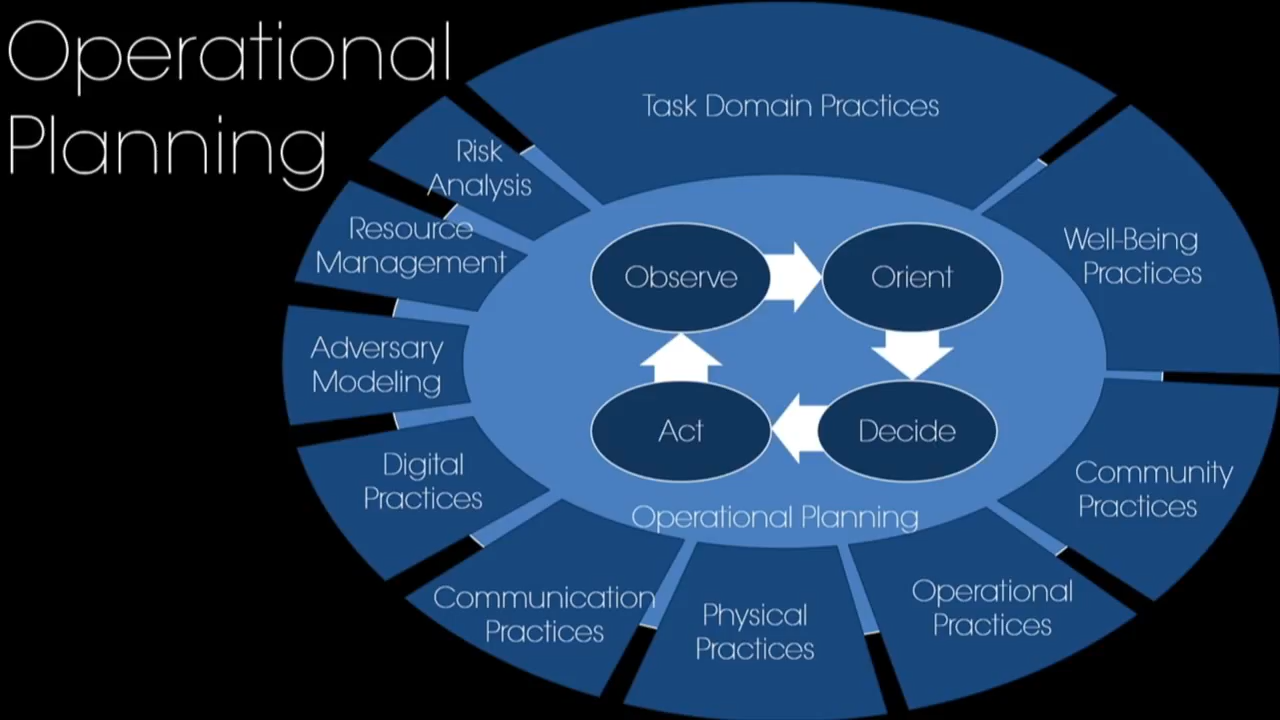 Operational
Planning
Task Domain Practices
Risk
Analysis
Resource
Management
Well-Being
Practices
Observe
Orient
Adversary
Modeling
Act
Decide
Digital
Practices
Community
Practices
Operational Planning
Communication
Practices
Physical
Practices
Operational
Practices